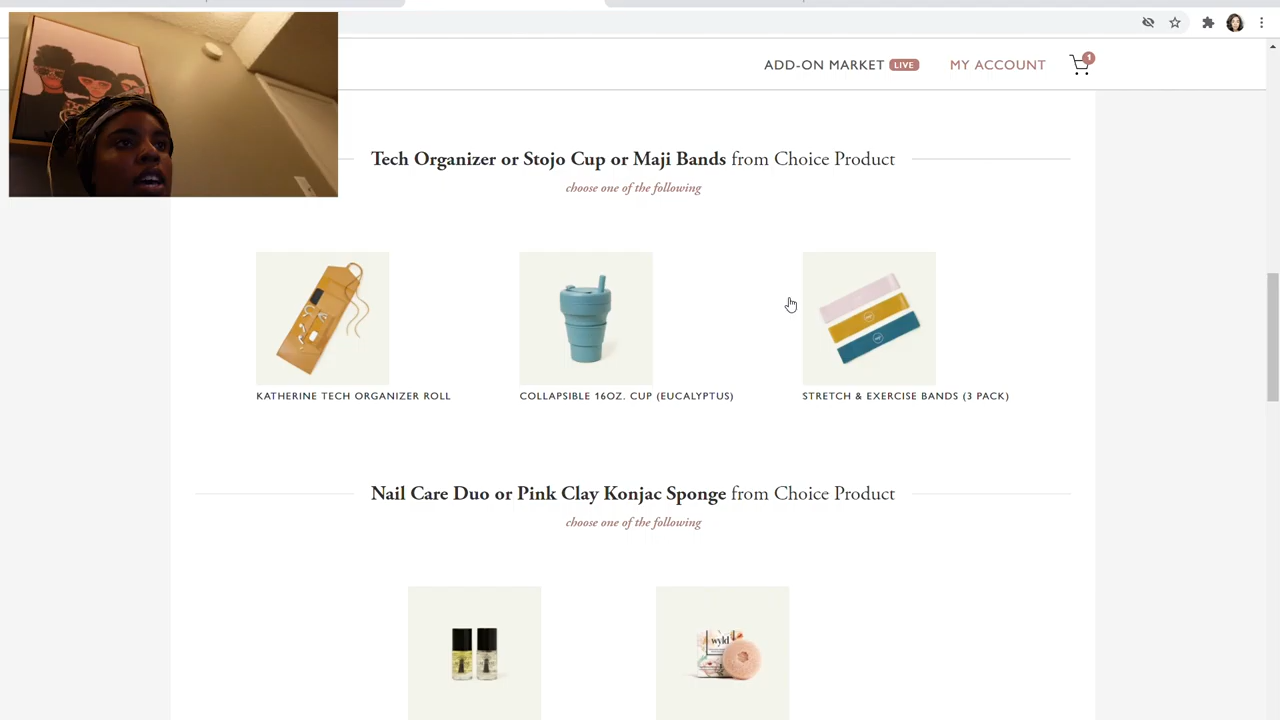 ADD-ON MARKET LIVE MY ACCOUNT 1
Tech Organizer or Stojo Cup or Maji Bands from Choice Product
choose one of the following
KATHERINE TECH ORGANIZER ROLL COLLAPSIBLE 16OZ. CUP (EUCALYPTUS) STRETCH & EXERCISE BANDS (3 PACK)
Nail Care Duo or Pink Clay Konjac Sponge from Choice Product
choose one of the following
wyld